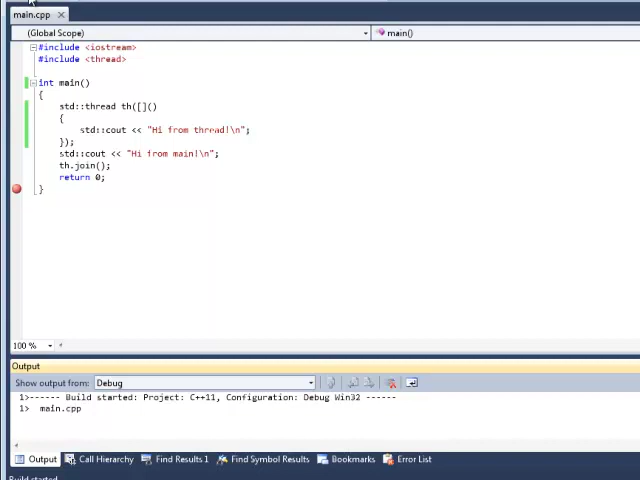 main.cpp
(Global Scope)
main()
#include <iostream>
#include <thread>
int main()
{
std::thread th([]()
{
std::cout << "Hi from thread!\n";
});
std::cout << "Hi from main!\n";
th.join();
return 0;
}
100 %
Output
Show output from: Debug
1>------ Build started: Project: C++11, Configuration: Debug Win32 ------
1> main.cpp
Output Call Hierarchy Find Results 1 Find Symbol Results Bookmarks Error List
Build started